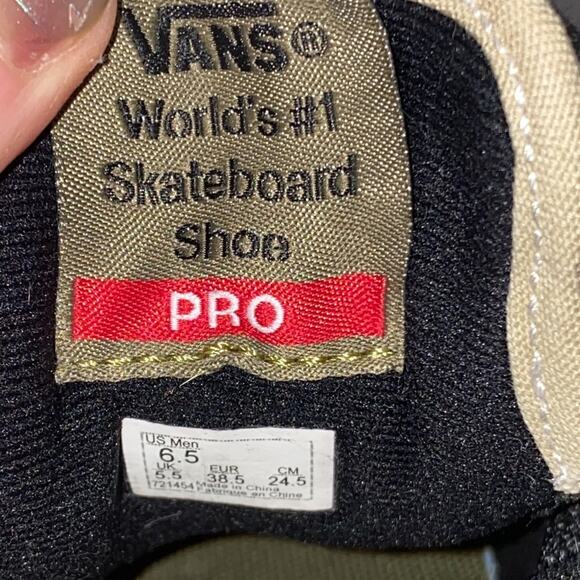 VANS®
World's #1
Skateboard
Shoe
PRO
US Men
6.5
UK EUR CM
5.5 38.5 24.5
721454 Made in China
Fabriqué en Chine